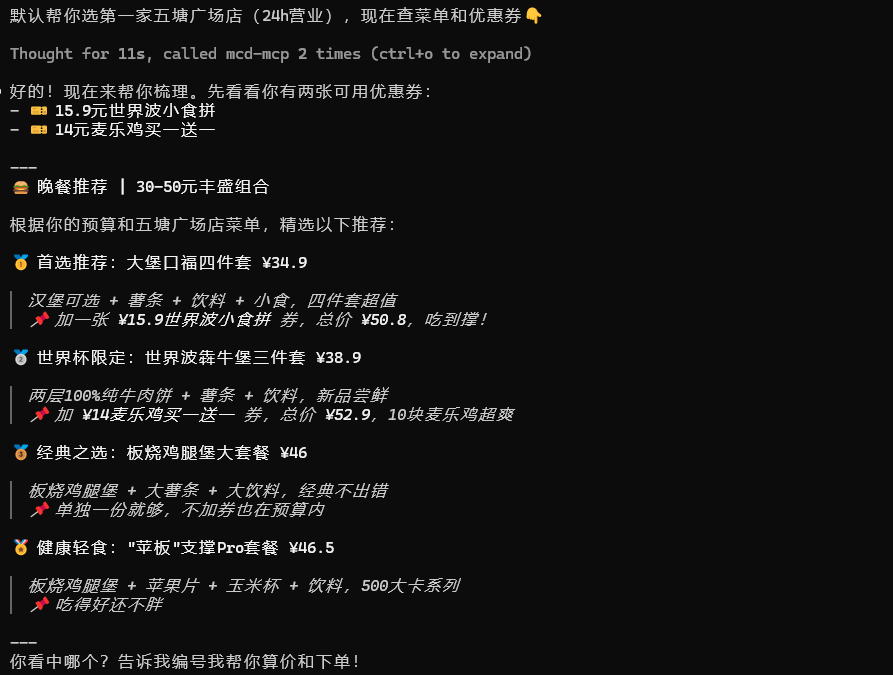 默认帮你选第一家五塘广场店（24h营业），现在查菜单和优惠券👇
Thought for 11s, called mcd-mcp 2 times (ctrl+o to expand)
好的！现在来帮你梳理。先看看你有两张可用优惠券：
- 🎫 15.9元世界波小食拼
- 🎫 14元麦乐鸡买一送一
———
🍔 晚餐推荐 | 30-50元丰盛组合
根据你的预算和五塘广场店菜单，精选以下推荐：
🥇 首选推荐：大堡口福四件套 ¥34.9
汉堡可选 + 薯条 + 饮料 + 小食，四件套超值
📌 加一张 ¥15.9世界波小食拼 券，总价 ¥50.8，吃到撑！
🥈 世界杯限定：世界波犇牛堡三件套 ¥38.9
两层100%纯牛肉饼 + 薯条 + 饮料，新品尝鲜
📌 加 ¥14麦乐鸡买一送一 券，总价 ¥52.9，10块麦乐鸡超爽
🥉 经典之选：板烧鸡腿堡大套餐 ¥46
板烧鸡腿堡 + 大薯条 + 大饮料，经典不出错
📌 单独一份就够，不加券也在预算内
🏅 健康轻食："苹板"支撑Pro套餐 ¥46.5
板烧鸡腿堡 + 苹果片 + 玉米杯 + 饮料，500大卡系列
📌 吃得好还不胖
———
你看中哪个？告诉我编号我帮你算价和下单！